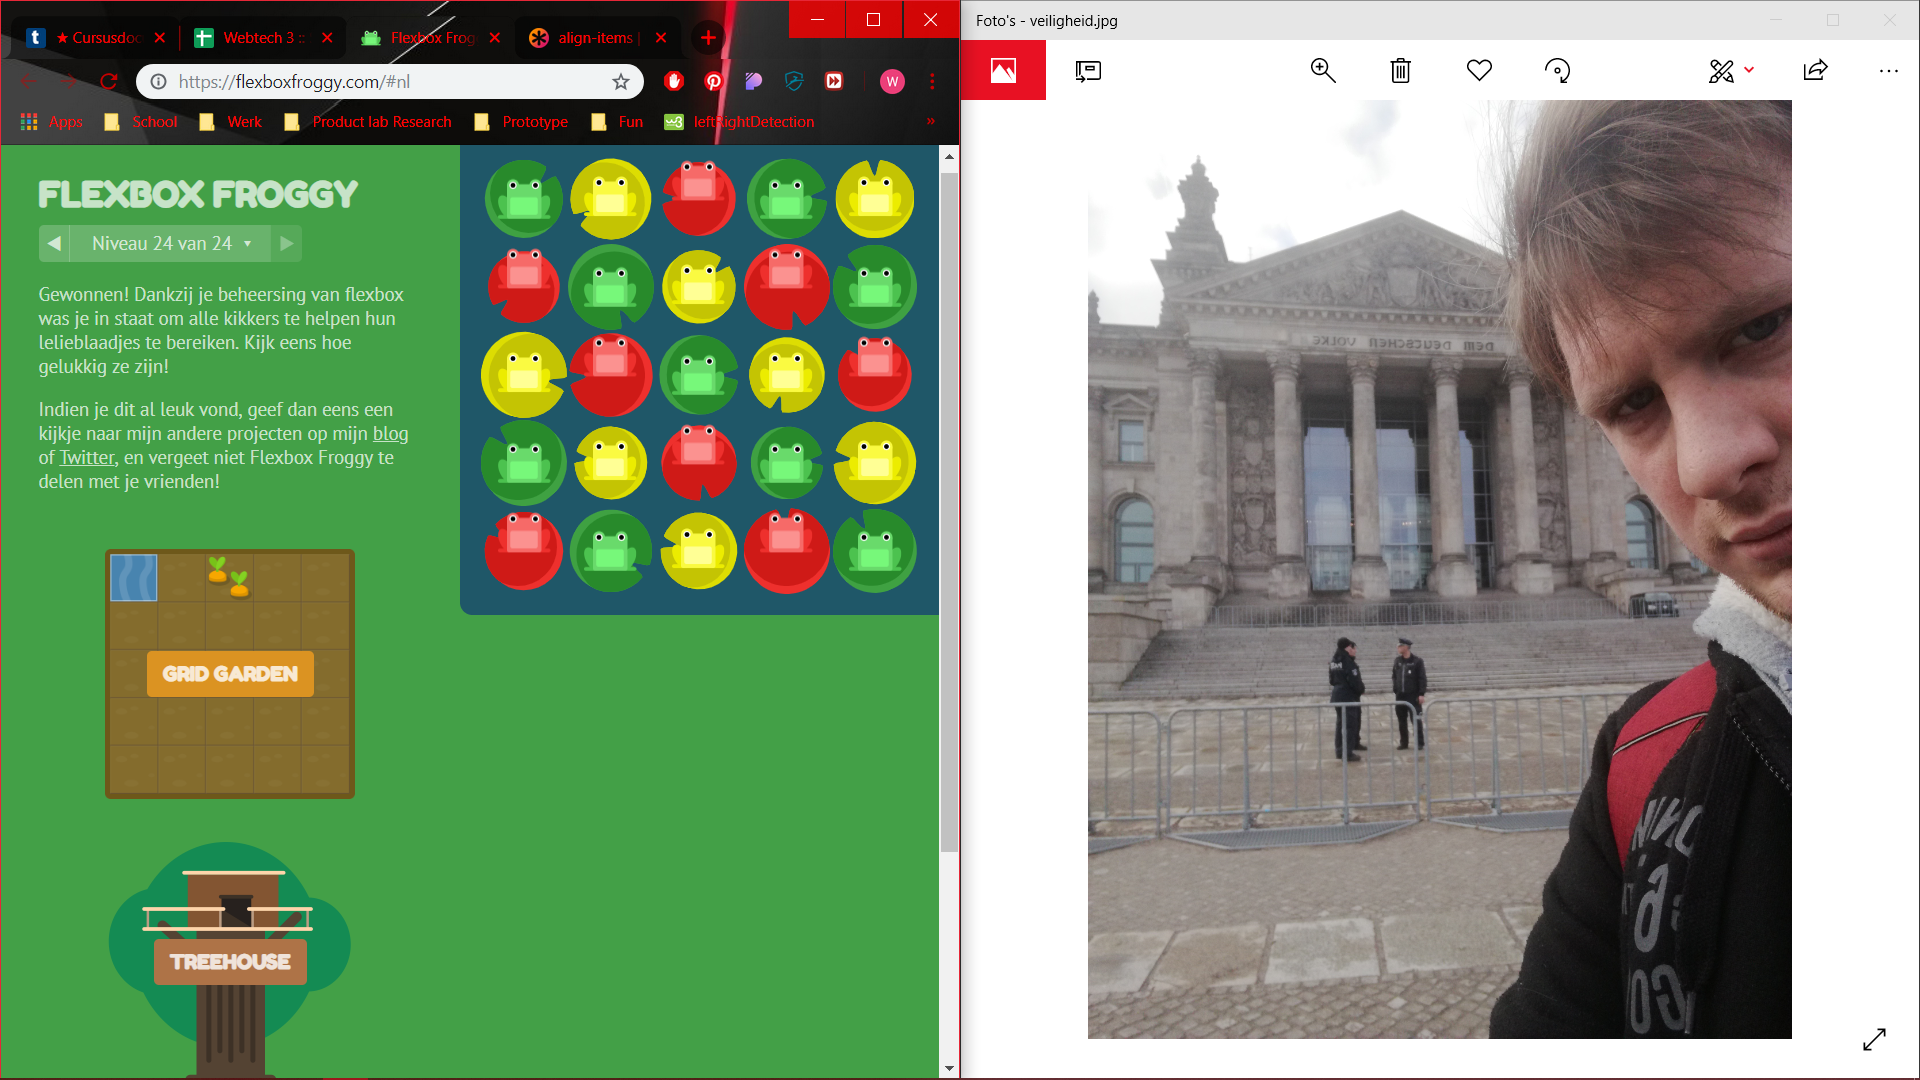 ★ Cursusdoc
Webtech 3 ::
Flexbox Frog
align-items |
https://flexboxfroggy.com/#nl
W
Apps
School
Werk
Product lab Research
Prototype
Fun
leftRightDetection
»
FLEXBOX FROGGY
Niveau 24 van 24
Gewonnen! Dankzij je beheersing van flexbox
was je in staat om alle kikkers te helpen hun
lelieblaadjes te bereiken. Kijk eens hoe
gelukkig ze zijn!
Indien je dit al leuk vond, geef dan eens een
kijkje naar mijn andere projecten op mijn blog
of Twitter, en vergeet niet Flexbox Froggy te
delen met je vrienden!
GRID GARDEN
TREEHOUSE
Foto's - veiligheid.jpg
DEM DEUTSCHEN VOLKE